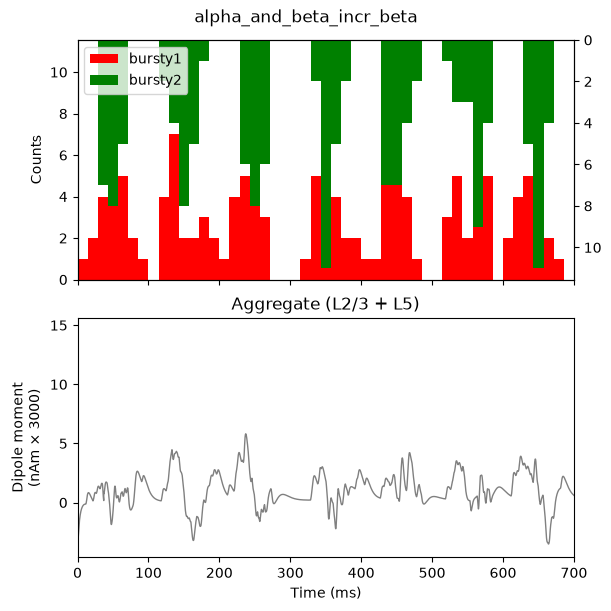 alpha_and_beta_incr_beta
bursty1
bursty2
Counts
10
8
6
4
2
0
0
2
4
6
8
10
Aggregate (L2/3 + L5)
Dipole moment
(nAm × 3000)
15
10
5
0
0 100 200 300 400 500 600 700
Time (ms)